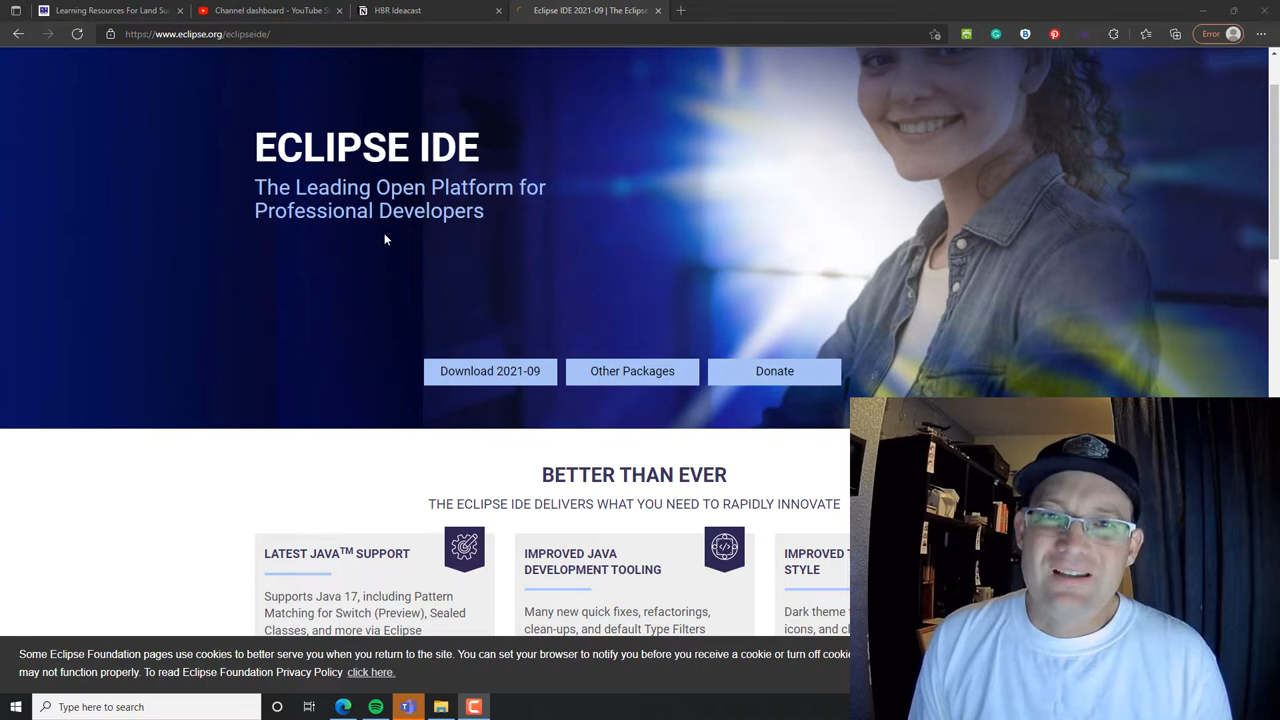 Learning Resources For Land Su
Channel dashboard - YouTube S
HBR Ideacast
Eclipse IDE 2021-09 | The Eclips
https://www.eclipse.org/eclipseide/
Error
ECLIPSE IDE
The Leading Open Platform for
Professional Developers
Download 2021-09
Other Packages
Donate
BETTER THAN EVER
THE ECLIPSE IDE DELIVERS WHAT YOU NEED TO RAPIDLY INNOVATE
LATEST JAVA™ SUPPORT
Supports Java 17, including Pattern
Matching for Switch (Preview), Sealed
Classes, and more via Eclipse
IMPROVED JAVA
DEVELOPMENT TOOLING
Many new quick fixes, refactorings,
clean-ups, and default Type Filters
IMPROVED T
STYLE
Dark theme
icons, and cl
Some Eclipse Foundation pages use cookies to better serve you when you return to the site. You can set your browser to notify you before you receive a cookie or turn off cookie
may not function properly. To read Eclipse Foundation Privacy Policy click here.
Type here to search